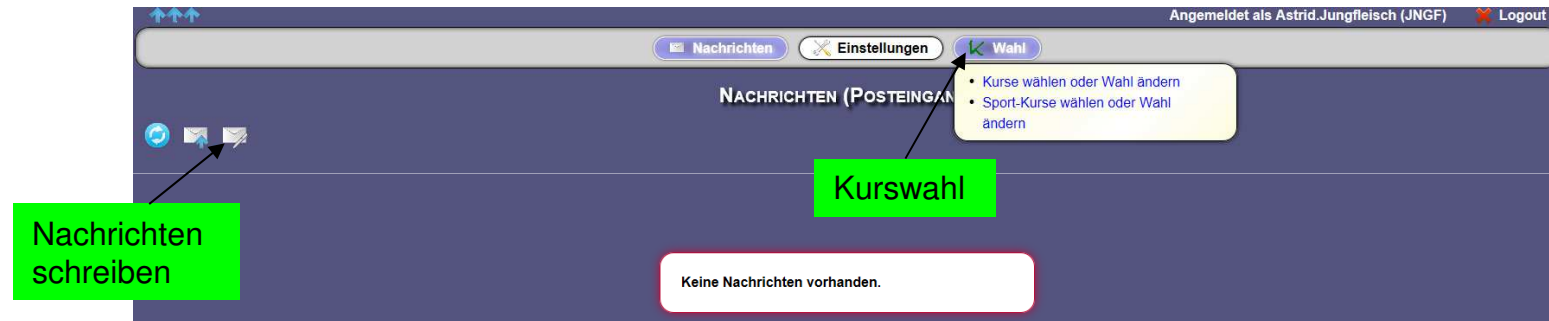 Angemeldet als Astrid.Jungfleisch (JNGF) Logout
Nachrichten Einstellungen Wahl
• Kurse wählen oder Wahl ändern
• Sport-Kurse wählen oder Wahl
ändern
NACHRICHTEN (POSTEINGAN
Kurswahl
Nachrichten
schreiben
Keine Nachrichten vorhanden.